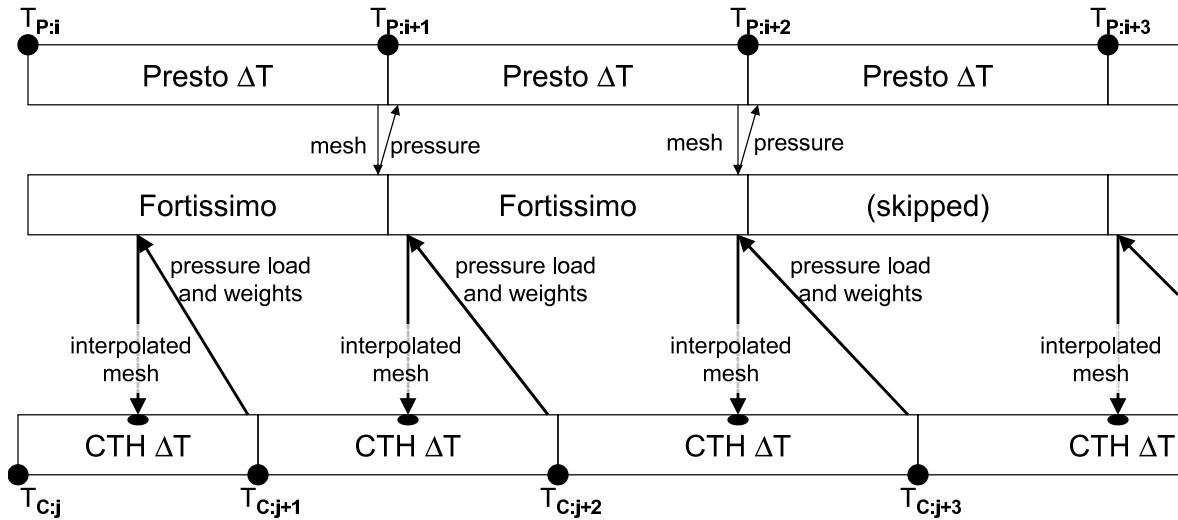 T_P:i T_P:i+1 T_P:i+2 T_P:i+3
Presto ΔT Presto ΔT Presto ΔT
mesh pressure mesh pressure
Fortissimo Fortissimo (skipped)
pressure load pressure load pressure load
and weights and weights and weights
interpolated interpolated interpolated interpolated
mesh mesh mesh mesh
CTH ΔT CTH ΔT CTH ΔT CTH ΔT
T_C:j T_C:j+1 T_C:j+2 T_C:j+3